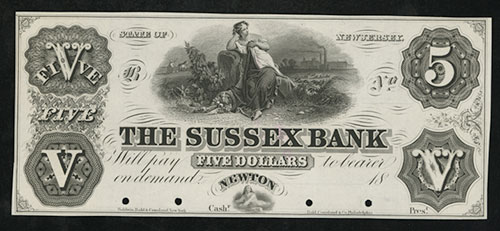 STATE OF NEW JERSEY.
FIVE B No 5
FIVE
THE SUSSEX BANK
Will pay FIVE DOLLARS to bearer
V on demand 18 V
NEWTON
Cash! Pres!